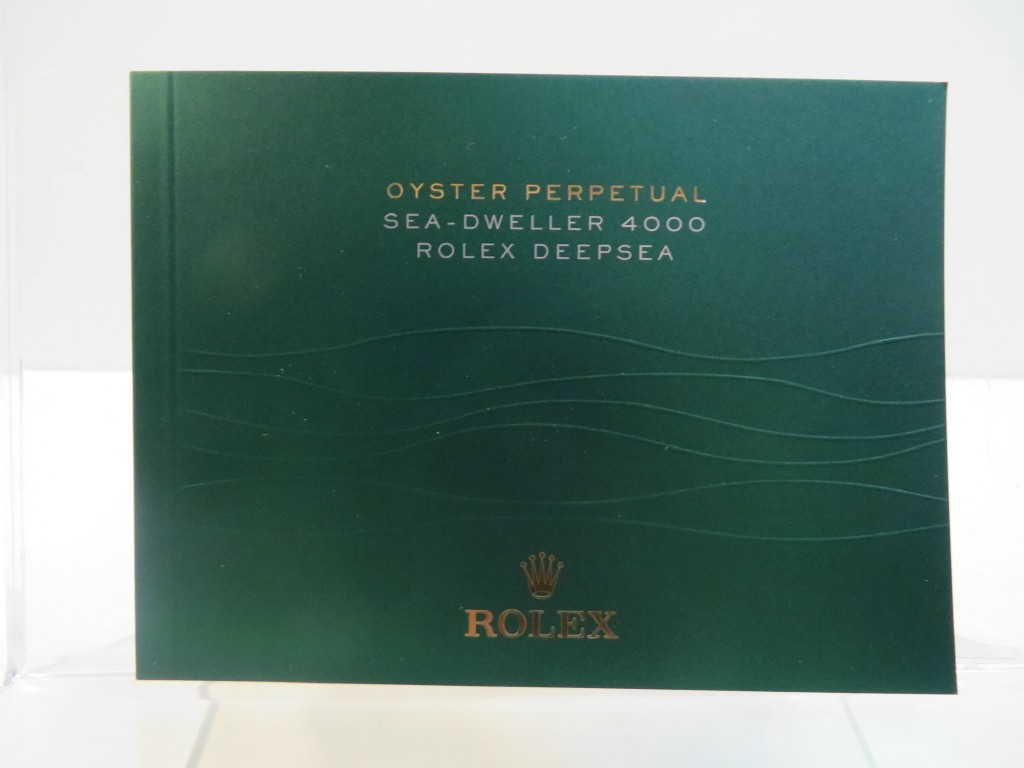 OYSTER PERPETUAL
SEA-DWELLER 4000
ROLEX DEEPSEA
ROLEX